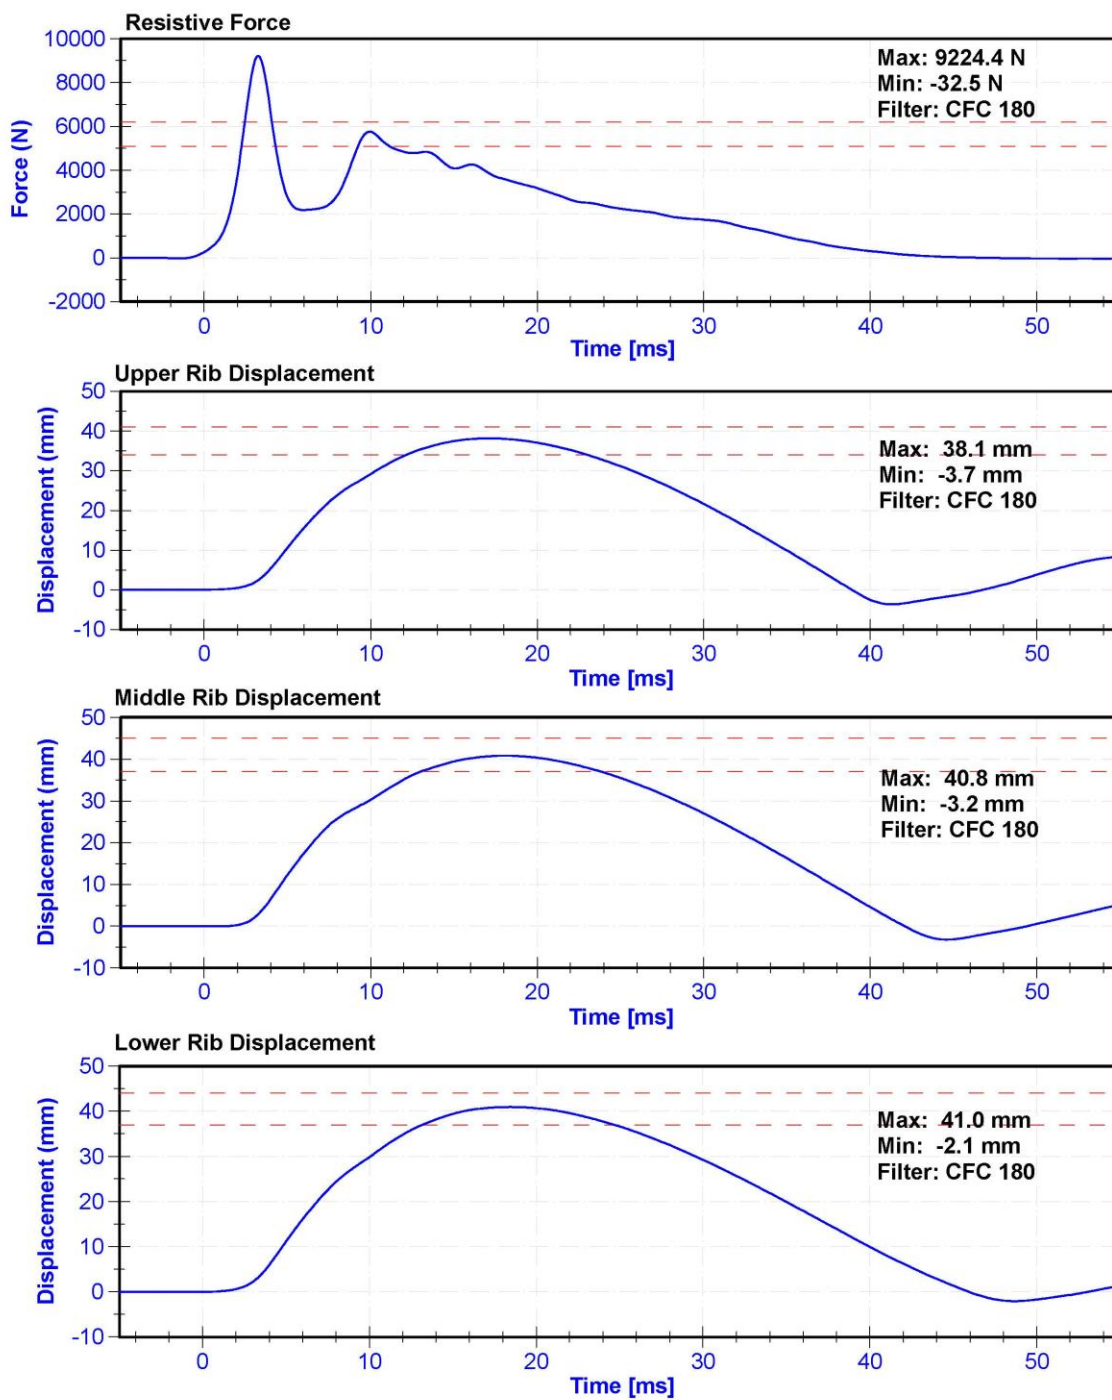 Resistive Force
10000
8000
6000
4000
2000
0
-2000
Force (N)
Max: 9224.4 N
Min: -32.5 N
Filter: CFC 180
0 10 20 30 40 50
Time [ms]
Upper Rib Displacement
50
40
30
20
10
0
-10
Displacement (mm)
Max: 38.1 mm
Min: -3.7 mm
Filter: CFC 180
0 10 20 30 40 50
Time [ms]
Middle Rib Displacement
50
40
30
20
10
0
-10
Displacement (mm)
Max: 40.8 mm
Min: -3.2 mm
Filter: CFC 180
0 10 20 30 40 50
Time [ms]
Lower Rib Displacement
50
40
30
20
10
0
-10
Displacement (mm)
Max: 41.0 mm
Min: -2.1 mm
Filter: CFC 180
0 10 20 30 40 50
Time [ms]